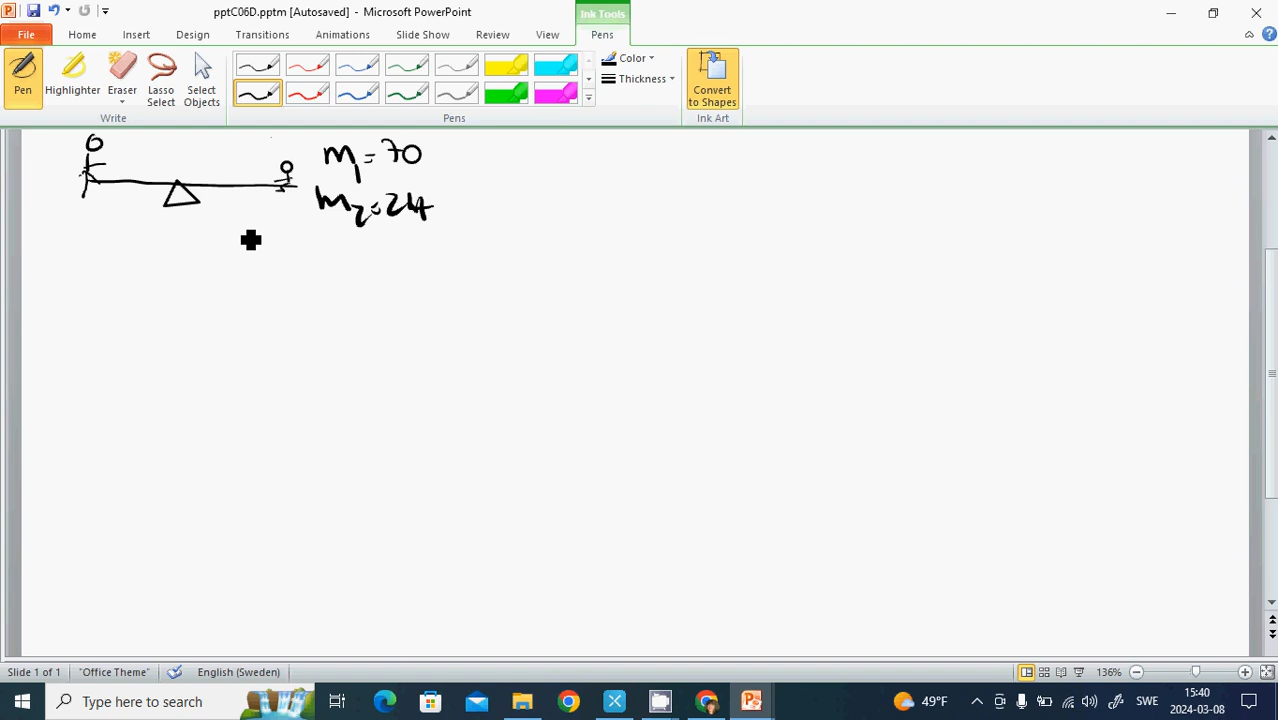 pptC06D.pptm [Autosaved] - Microsoft PowerPoint
Ink Tools
File Home Insert Design Transitions Animations Slide Show Review View Pens
Pen Highlighter Eraser Lasso Select Select Objects
Color
Thickness
Convert to Shapes
Write Pens Ink Art
m1 = 70
m2 = 24
Slide 1 of 1 "Office Theme" English (Sweden) 136%
Type here to search 49°F SWE 15:40
2024-03-08